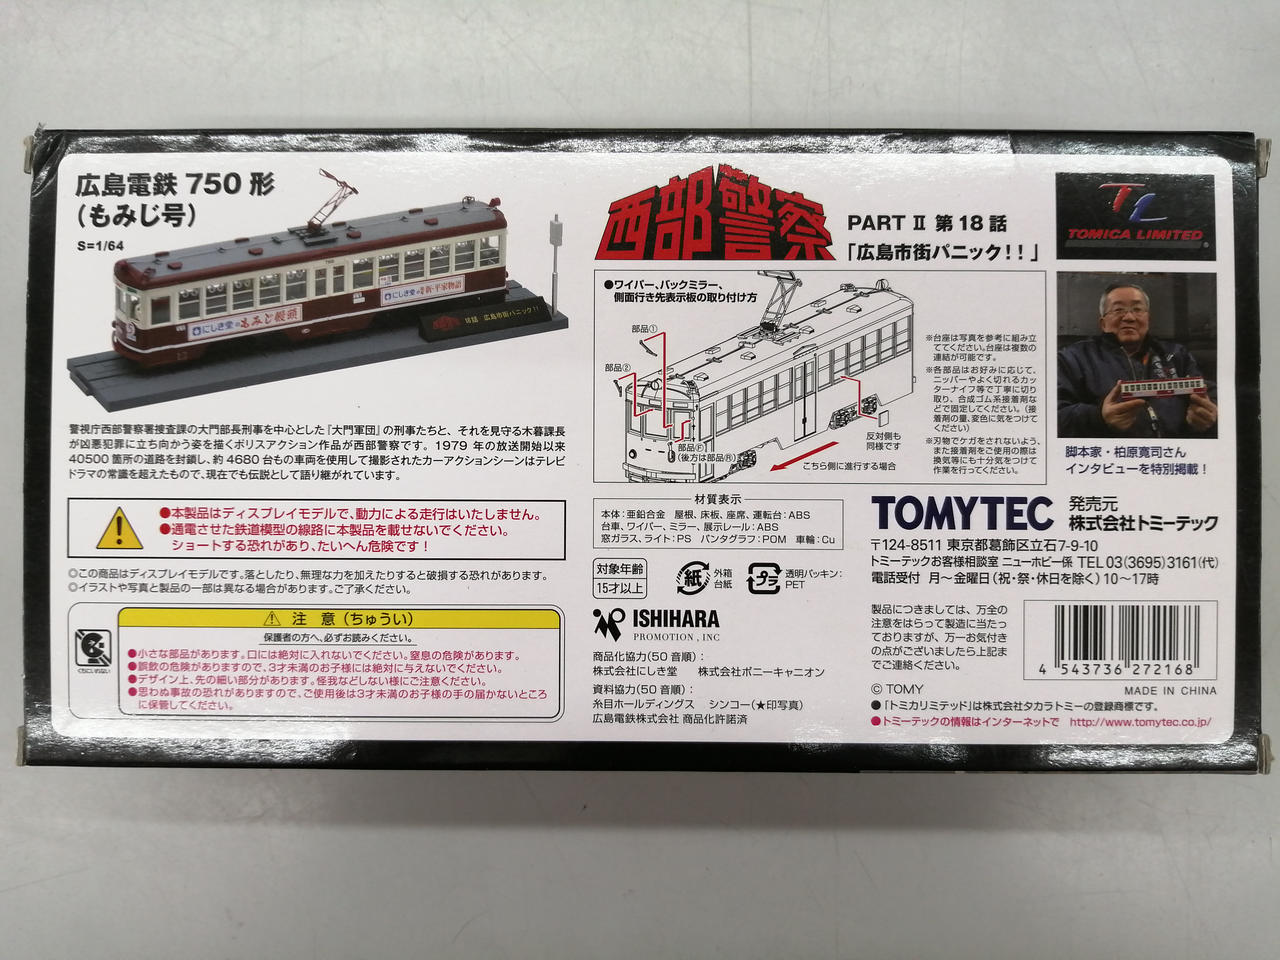 広島電鉄 750 形
(もみじ号)
S=1/64
にしき堂のもみじ饅頭
新・平家物語
18話 広島市街パニック!!
警視庁西部警察署捜査課の大門部長刑事を中心とした『大門軍団』の刑事たちと、それを見守る木暮課長
が凶悪犯罪に立ち向かう姿を描くポリスアクション作品が西部警察です。1979 年の放送開始以来
40500 箇所の道路を封鎖し、約 4680 台もの車両を使用して撮影されたカーアクションシーンはテレビ
ドラマの常識を超えたもので、現在でも伝説として語り継がれています。
●本製品はディスプレイモデルで、動力による走行はいたしません。
●通電させた鉄道模型の線路に本製品を載せないでください。
ショートする恐れがあり、たいへん危険です！
◎この商品はディスプレイモデルです。落としたり、無理な力を加えたりすると破損する恐れがあります。
◎イラストや写真と製品の一部は異なる場合があります。ご了承ください。
くちにいれない
注 意（ちゅうい）
保護者の方へ、必ずお読みください。
●小さな部品があります。口には絶対に入れないでください。窒息の危険があります。
●誤飲の危険がありますので、3才未満のお子様には絶対に与えないでください。
●デザイン上、先の細い部分があります。怪我などしない様にご注意ください。
●思わぬ事故の恐れがありますので、ご使用後は3才未満のお子様の手の届かないところ
に保管してください。
西部警察
PART Ⅱ 第 18 話
「広島市街パニック!!」
●ワイパー、バックミラー、
側面行き先表示板の取り付け方
部品①
部品②
部品Ⓕ
(後方は部品Ⓡ)
反対側も
同様です
こちら側に進行する場合
※台座は写真を参考に組み立
ててください。台座は複数の
連結が可能です。
※各部品はお好みに応じて、
ニッパーやよく切れるカッ
ターナイフ等で丁寧に切り
取り、合成ゴム系接着剤な
どで固定してください。(接
着剤の量、変色に気をつけて
ください)
※刃物でケガをされないよう、
また接着剤をご使用の際は
換気等にも十分気をつけて
作業を行ってください。
材質表示
本体：亜鉛合金 屋根、床板、座席、運転台：ABS
台車、ワイパー、ミラー、展示レール：ABS
窓ガラス、ライト：PS パンタグラフ：POM 車輪：Cu
対象年齢
15才以上
紙
外箱
台紙
プラ
透明パッキン：
PET
ISHIHARA
PROMOTION , INC
商品化協力(50 音順)：
株式会社にしき堂 株式会社ポニーキャニオン
資料協力(50 音順)：
糸目ホールディングス シンコー(★印写真)
広島電鉄株式会社 商品化許諾済
TL
TOMICA LIMITED
脚本家・柏原寛司さん
インタビューを特別掲載！
TOMYTEC
発売元
株式会社トミーテック
〒124-8511 東京都葛飾区立石7-9-10
トミーテックお客様相談室 ニューホビー係 TEL 03(3695)3161(代)
電話受付 月～金曜日(祝・祭・休日を除く) 10～17時
製品につきましては、万全の
注意をはらって製造に当たっ
ておりますが、万一お気付き
の点がございましたら上記ま
でご連絡ください。
4 543736 272168
© TOMY
MADE IN CHINA
●「トミカリミテッド」は株式会社タカラトミーの登録商標です。
●トミーテックの情報はインターネットで http://www.tomytec.co.jp/